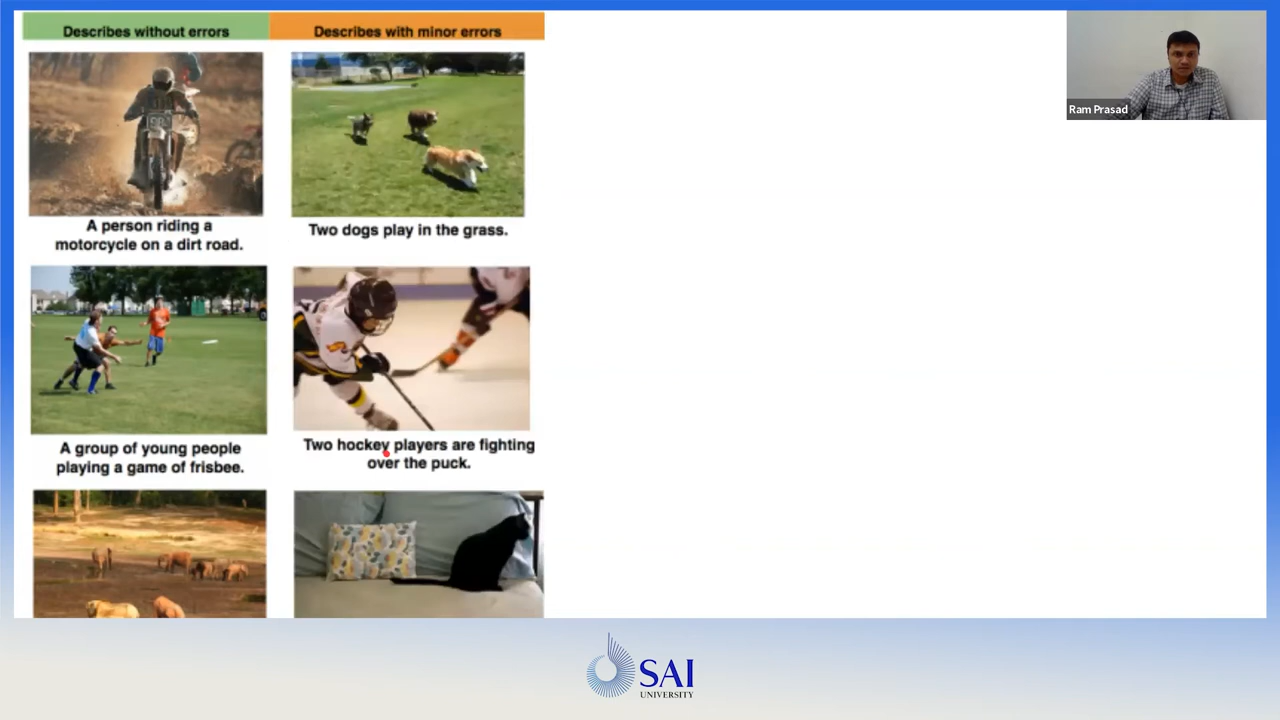 Describes without errors
Describes with minor errors
Ram Prasad
A person riding a
motorcycle on a dirt road.
Two dogs play in the grass.
A group of young people
playing a game of frisbee.
Two hockey players are fighting
over the puck.
SAI
UNIVERSITY